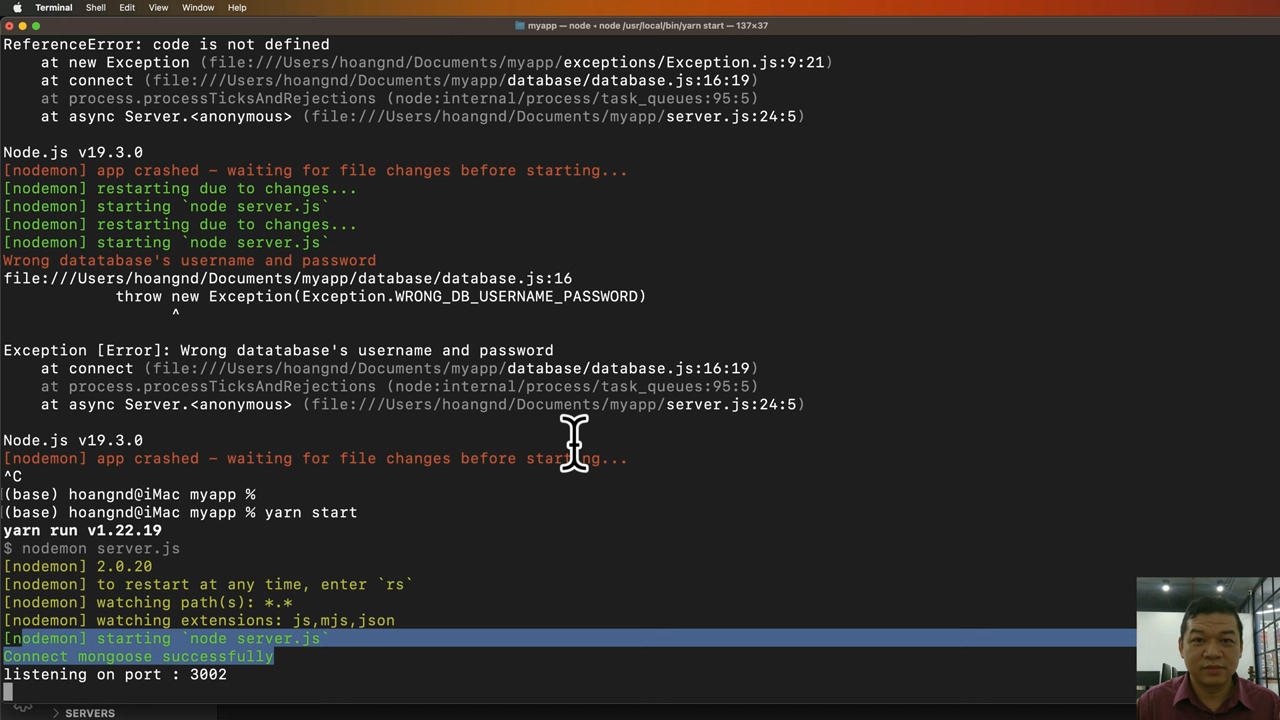 Terminal Shell Edit View Window Help
myapp — node • node /usr/local/bin/yarn start — 137×37
ReferenceError: code is not defined
at new Exception (file:///Users/hoangnd/Documents/myapp/exceptions/Exception.js:9:21)
at connect (file:///Users/hoangnd/Documents/myapp/database/database.js:16:19)
at process.processTicksAndRejections (node:internal/process/task_queues:95:5)
at async Server.<anonymous> (file:///Users/hoangnd/Documents/myapp/server.js:24:5)
Node.js v19.3.0
[nodemon] app crashed - waiting for file changes before starting...
[nodemon] restarting due to changes...
[nodemon] starting `node server.js`
[nodemon] restarting due to changes...
[nodemon] starting `node server.js`
Wrong datatabase's username and password
file:///Users/hoangnd/Documents/myapp/database/database.js:16
throw new Exception(Exception.WRONG_DB_USERNAME_PASSWORD)
^
Exception [Error]: Wrong datatabase's username and password
at connect (file:///Users/hoangnd/Documents/myapp/database/database.js:16:19)
at process.processTicksAndRejections (node:internal/process/task_queues:95:5)
at async Server.<anonymous> (file:///Users/hoangnd/Documents/myapp/server.js:24:5)
Node.js v19.3.0
[nodemon] app crashed - waiting for file changes before starting...
^C
(base) hoangnd@iMac myapp %
(base) hoangnd@iMac myapp % yarn start
yarn run v1.22.19
$ nodemon server.js
[nodemon] 2.0.20
[nodemon] to restart at any time, enter `rs`
[nodemon] watching path(s): *.*
[nodemon] watching extensions: js,mjs,json
[nodemon] starting `node server.js`
Connect mongoose successfully
listening on port : 3002
SERVERS